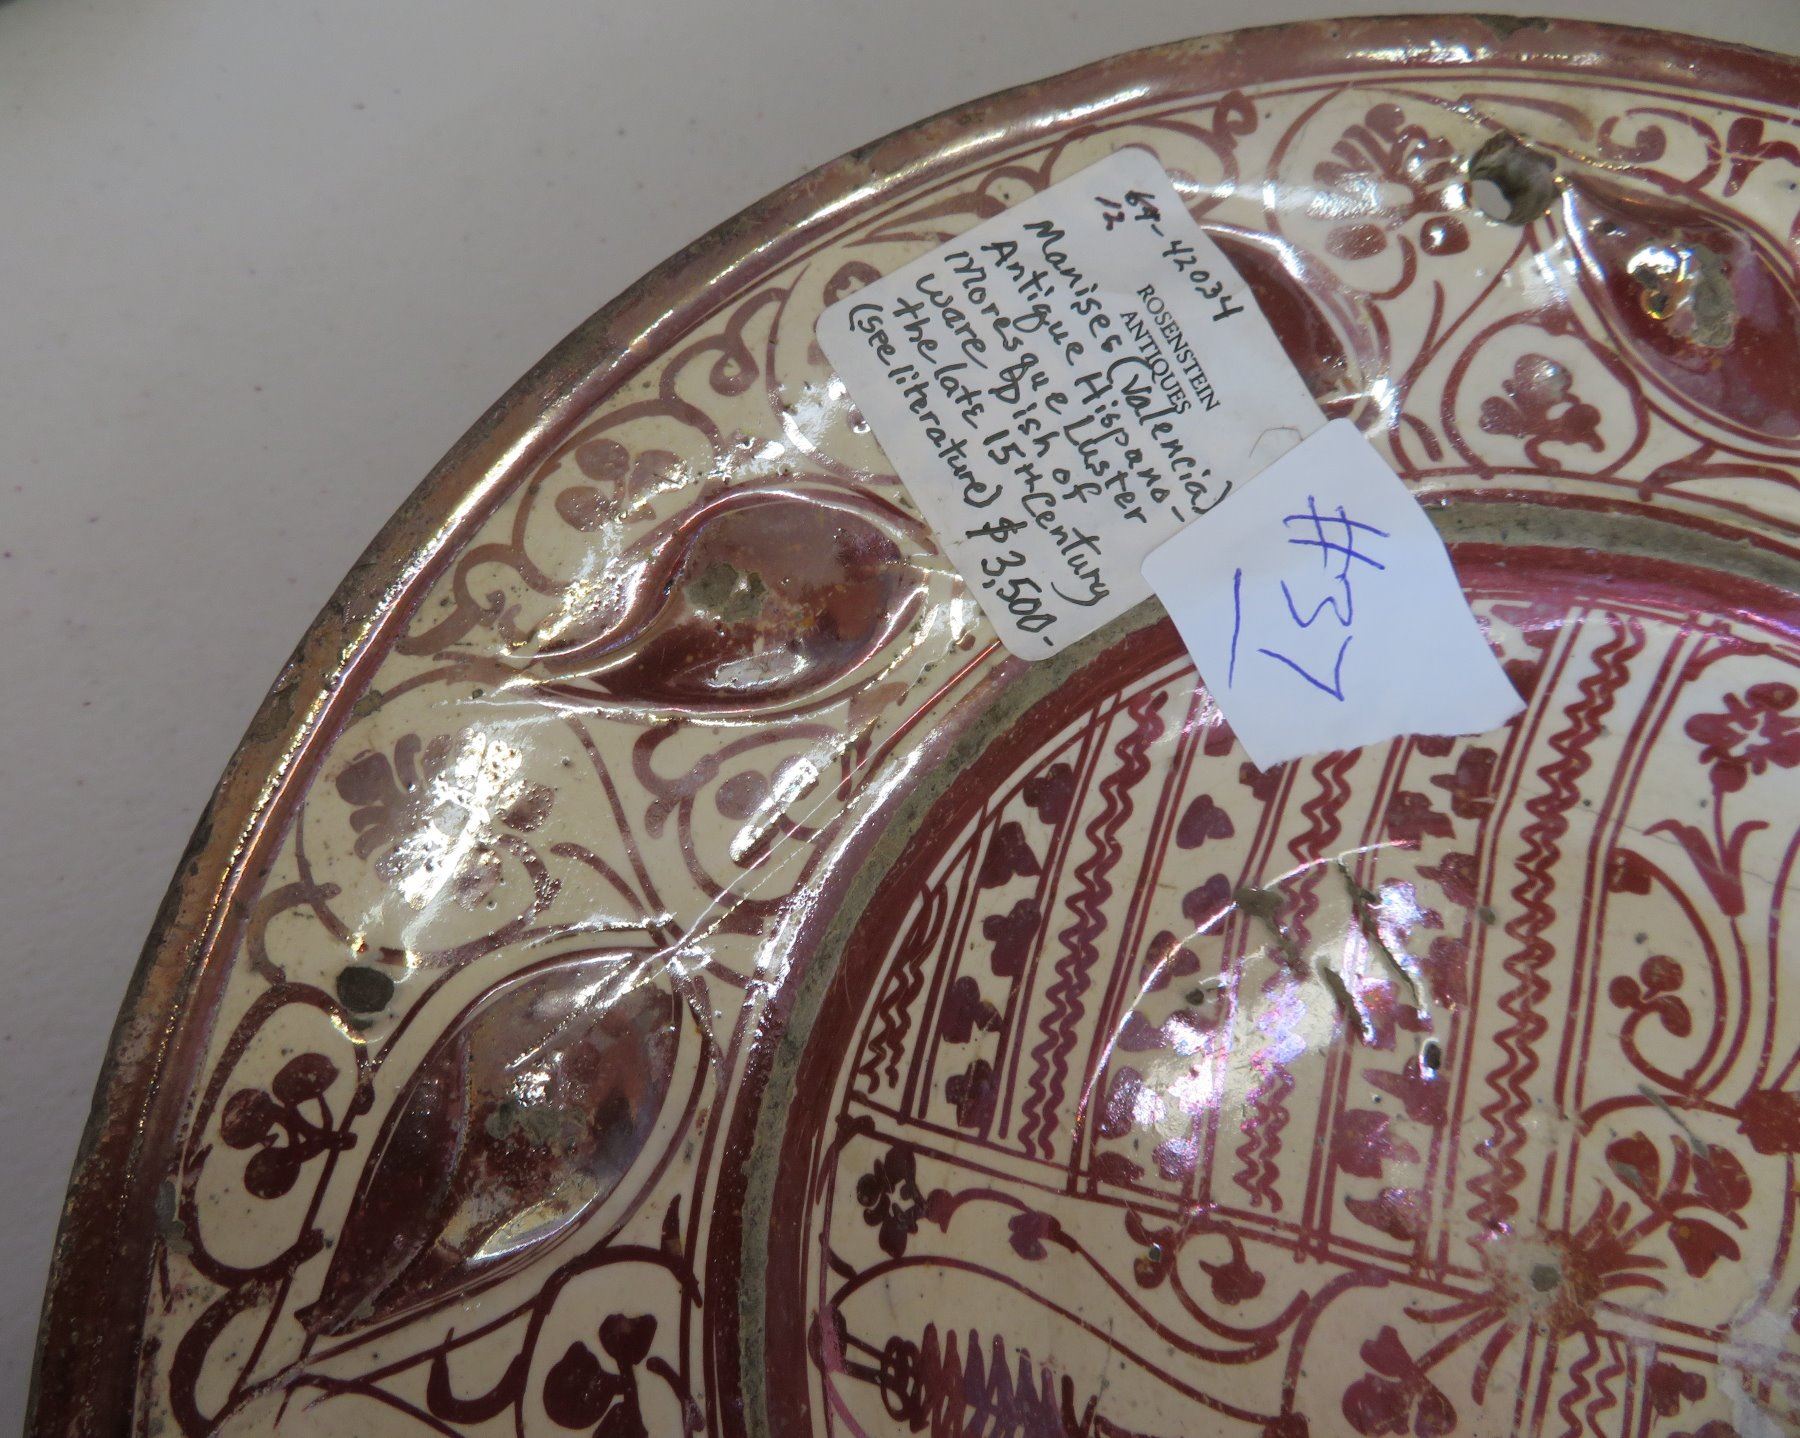 69-42034
12
ROSENSTEIN
ANTIQUES
Manises (Valencia)
Antique Hispano-
Moresque Luster
ware Dish of
the late 15th Century
(see literature) $3,500-
#37